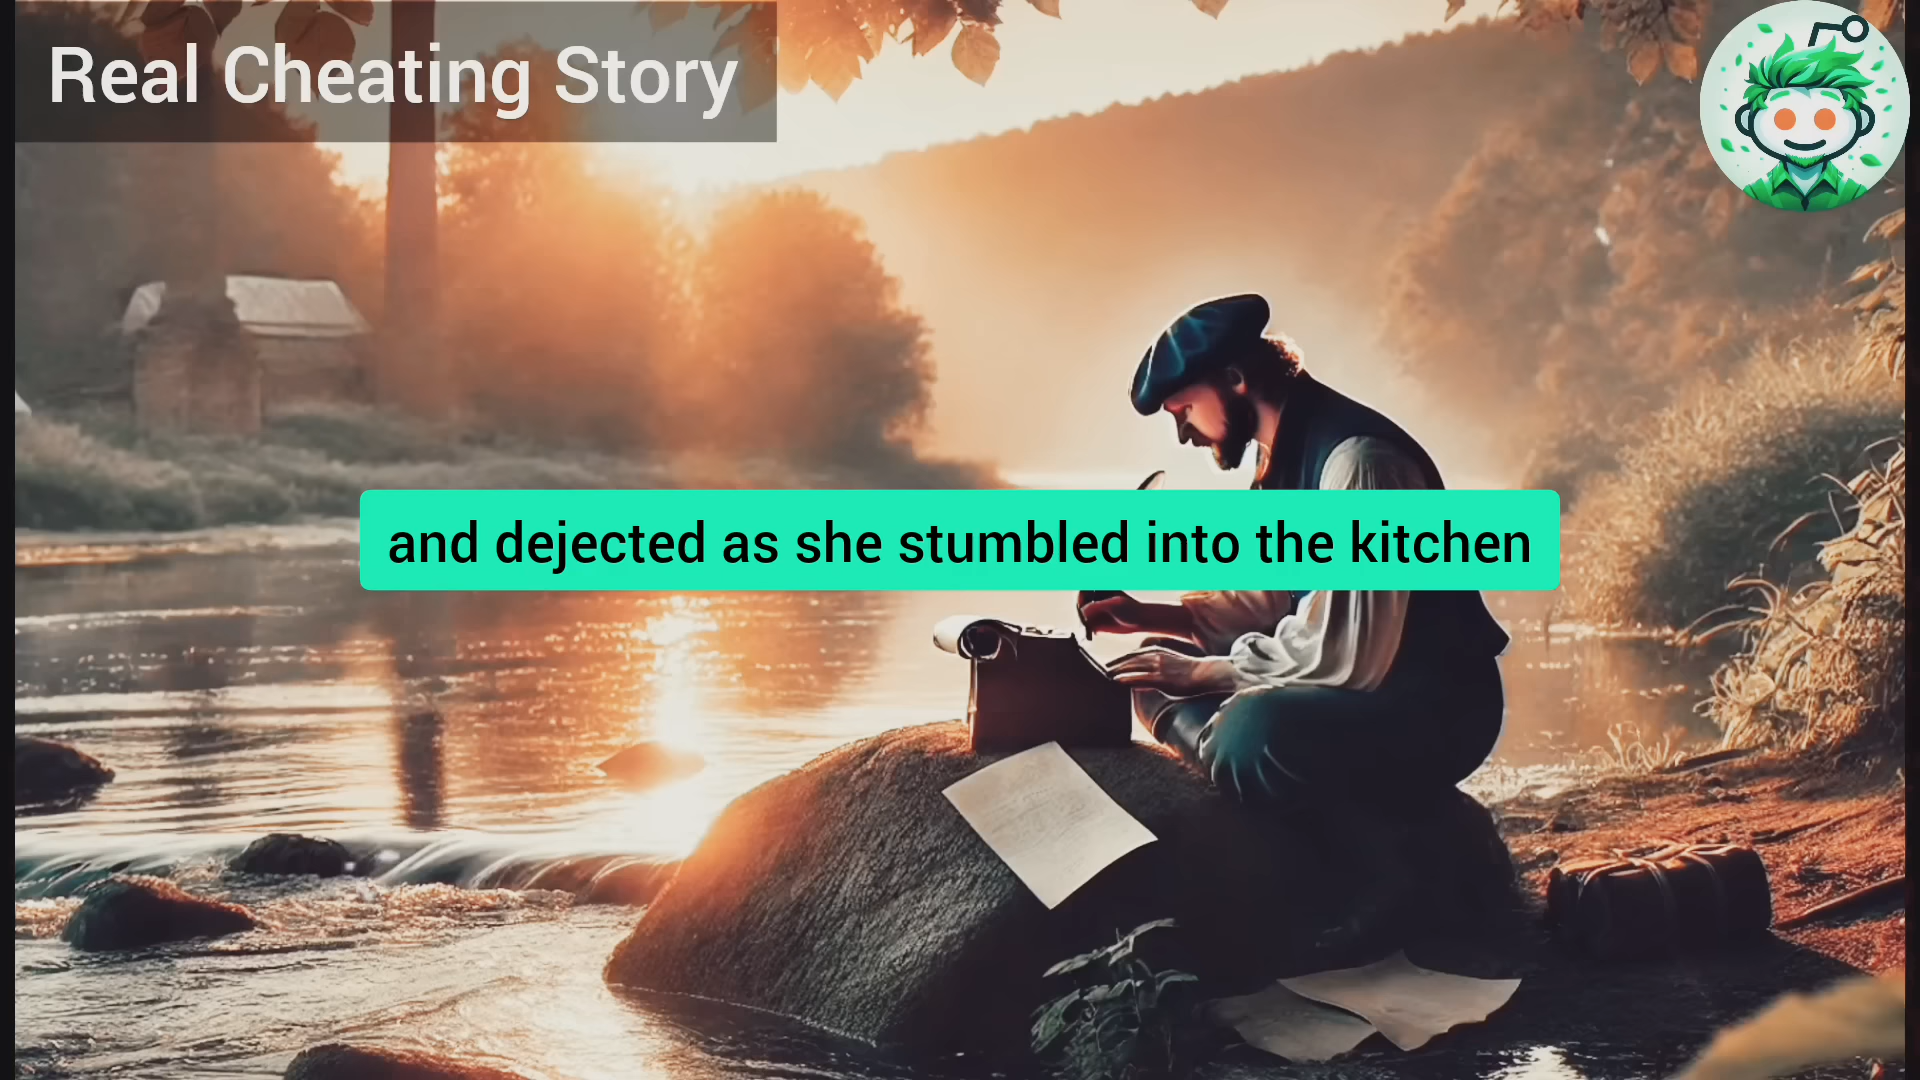 Real Cheating Story
and dejected as she stumbled into the kitchen